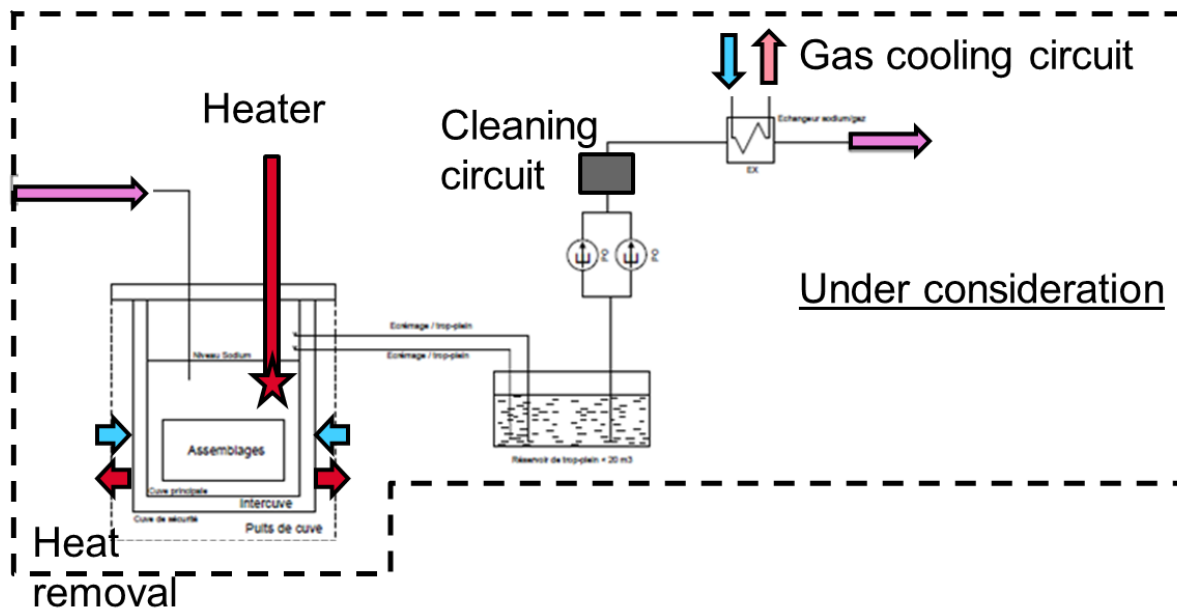 Gas cooling circuit
Heater
Echangeur sodium/gaz
Cleaning
circuit
EX
PO
PO
Under consideration
Ecrémage / trop-plein
Niveau Sodium
Ecrémage / trop-plein
Assemblages
Réservoir de trop-plein ≈ 20 m3
Cuve principale
Intercuve
Cuve de sécurité
Puits de cuve
Heat
removal